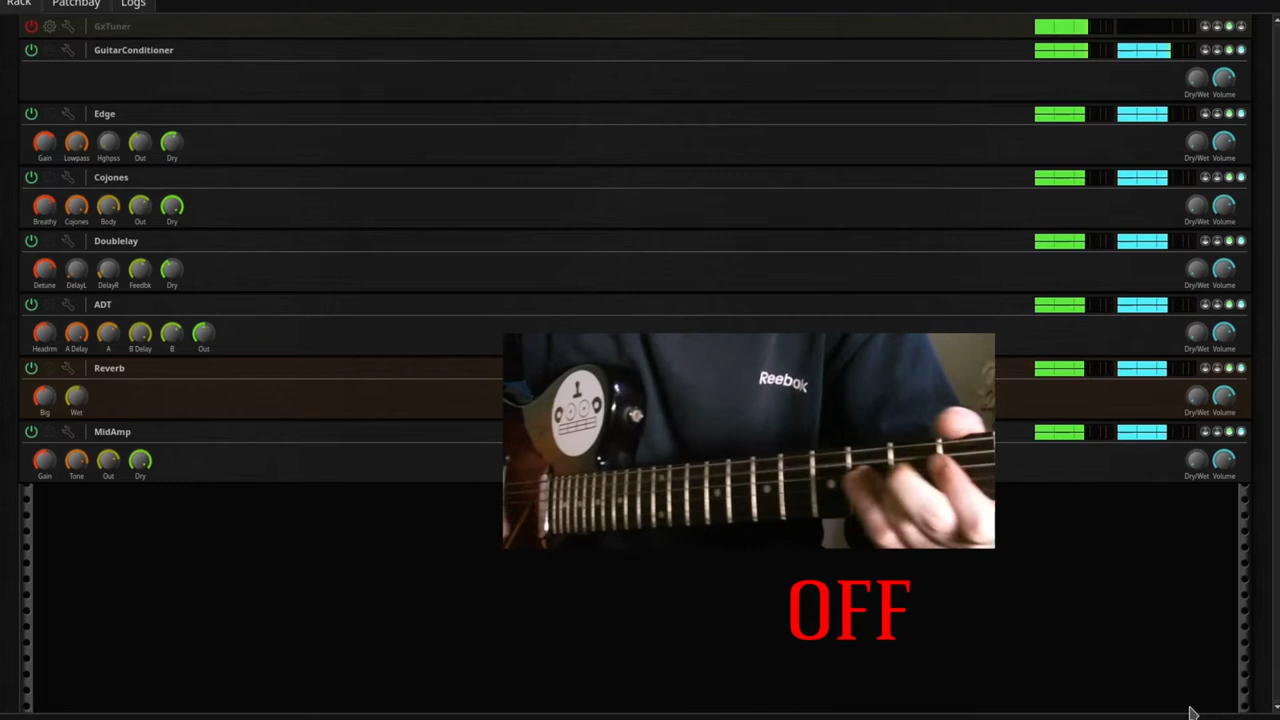 Rack Patchbay Logs
GxTuner
GuitarConditioner
Dry/Wet Volume
Edge
Gain Lowpass Hghpss Out Dry Dry/Wet Volume
Cojones
Breathy Cojones Body Out Dry Dry/Wet Volume
Doublelay
Detune DelayL DelayR Feedbk Dry Dry/Wet Volume
ADT
Headrm A Delay A B Delay B Out Dry/Wet Volume
Reebok
Reverb
Big Wet Dry/Wet Volume
MidAmp
Gain Tone Out Dry Dry/Wet Volume
OFF